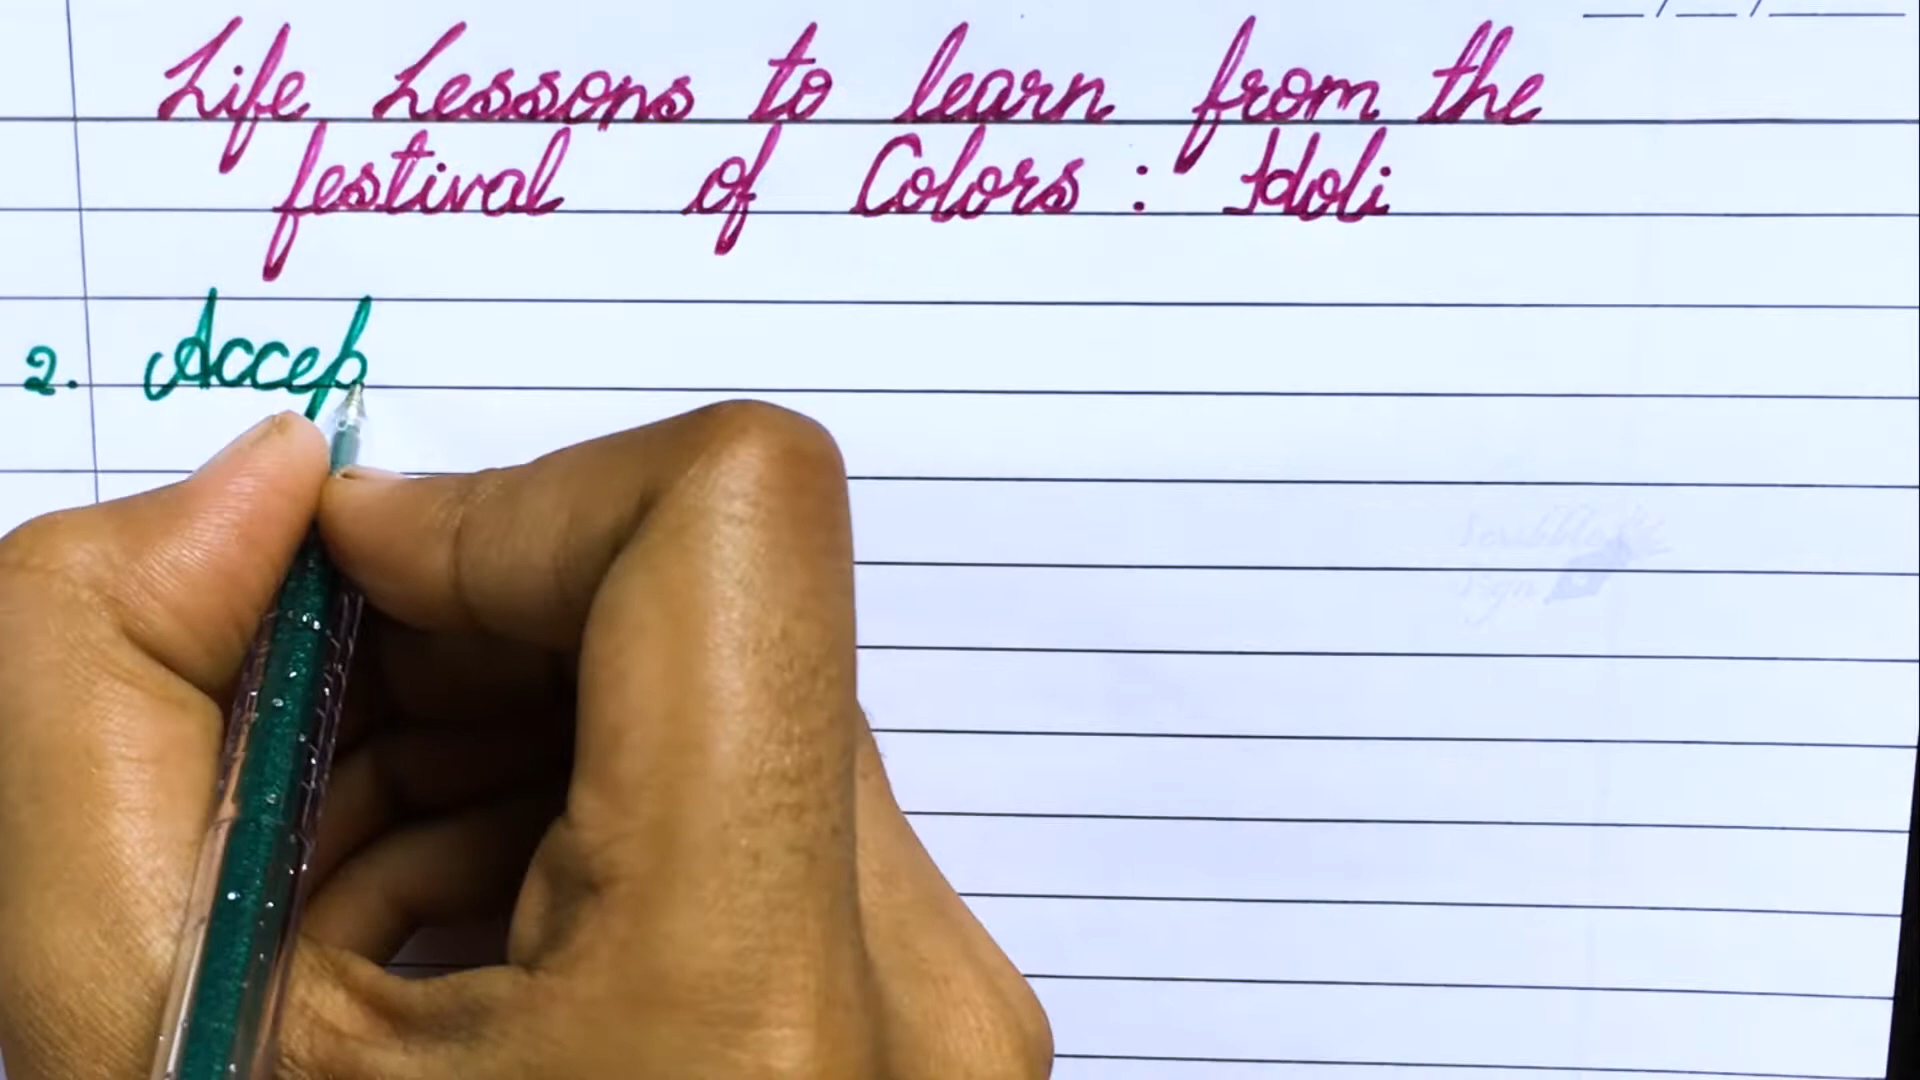 Life Lessons to learn from the
festival of Colors : Holi
2. Accep